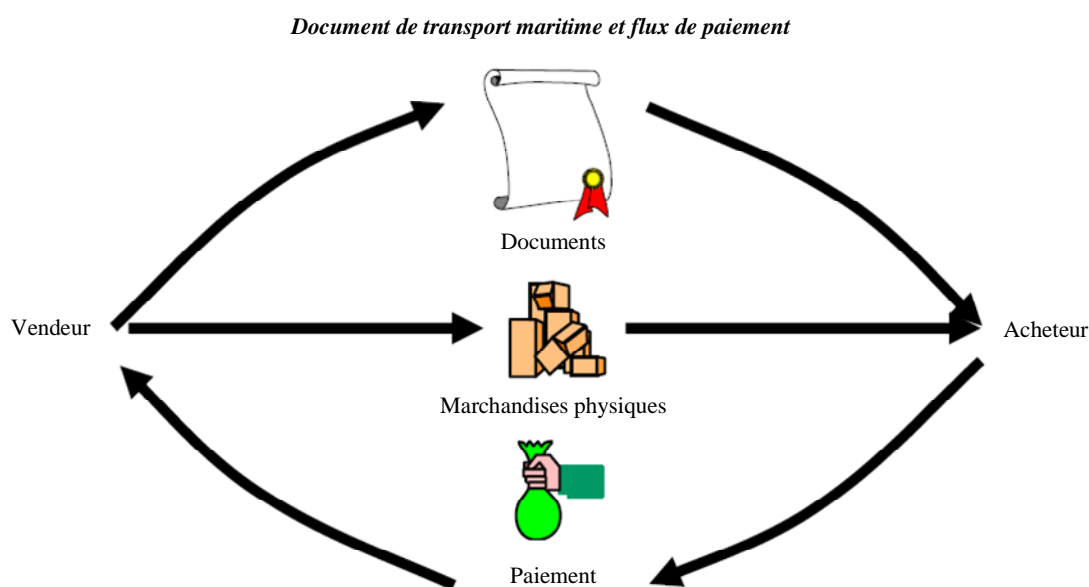 Document de transport maritime et flux de paiement
Documents
Vendeur
Acheteur
Marchandises physiques
Paiement